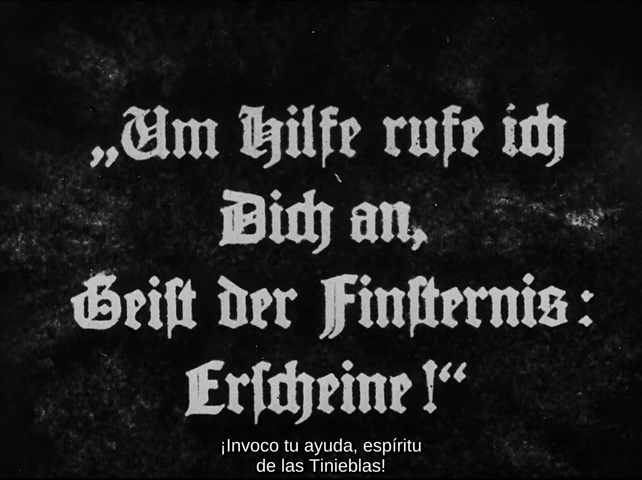 „Um Hilfe rufe ich
Dich an,
Geist der Finsternis:
Erscheine!“
¡Invoco tu ayuda, espíritu
de las Tinieblas!